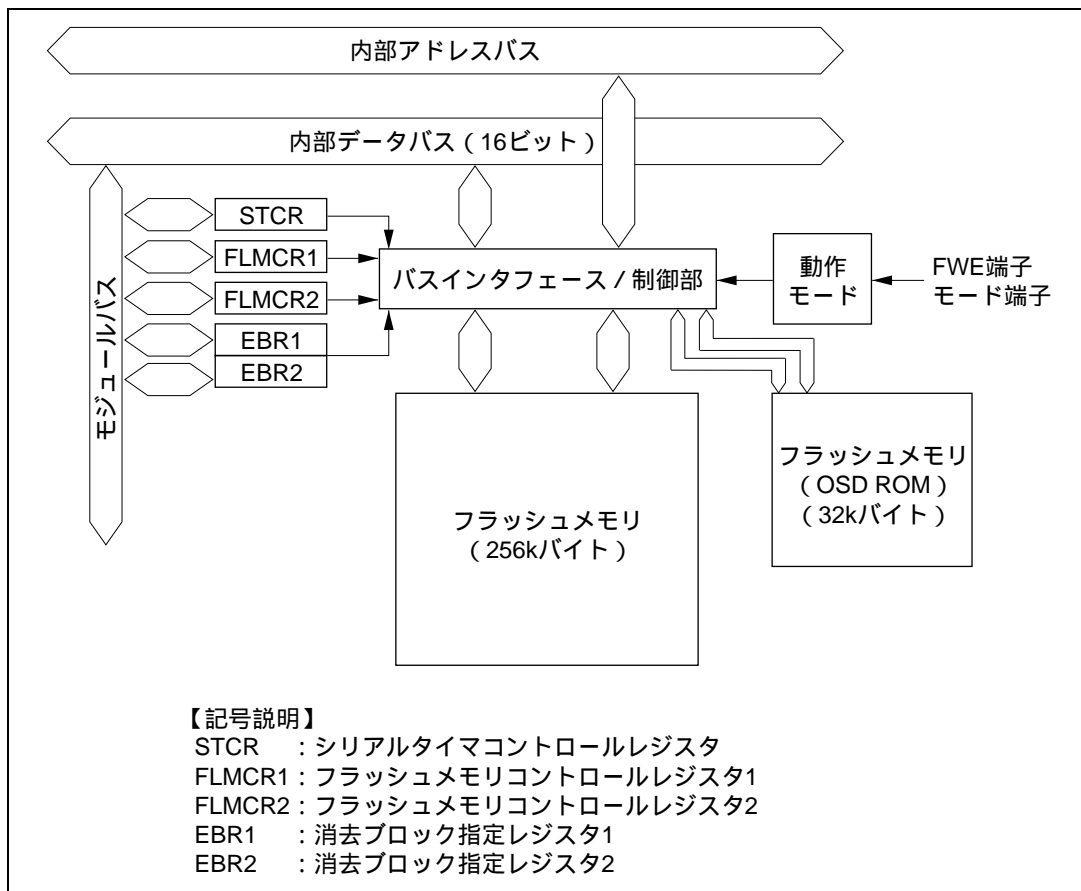 内部アドレスバス
内部データバス（16ビット）
モジュールバス
STCR
FLMCR1
FLMCR2
EBR1
EBR2
バスインタフェース／制御部
動作
モード
FWE端子
モード端子
フラッシュメモリ
（256kバイト）
フラッシュメモリ
（OSD ROM）
（32kバイト）
【記号説明】
STCR ：シリアルタイマコントロールレジスタ
FLMCR1：フラッシュメモリコントロールレジスタ1
FLMCR2：フラッシュメモリコントロールレジスタ2
EBR1 ：消去ブロック指定レジスタ1
EBR2 ：消去ブロック指定レジスタ2